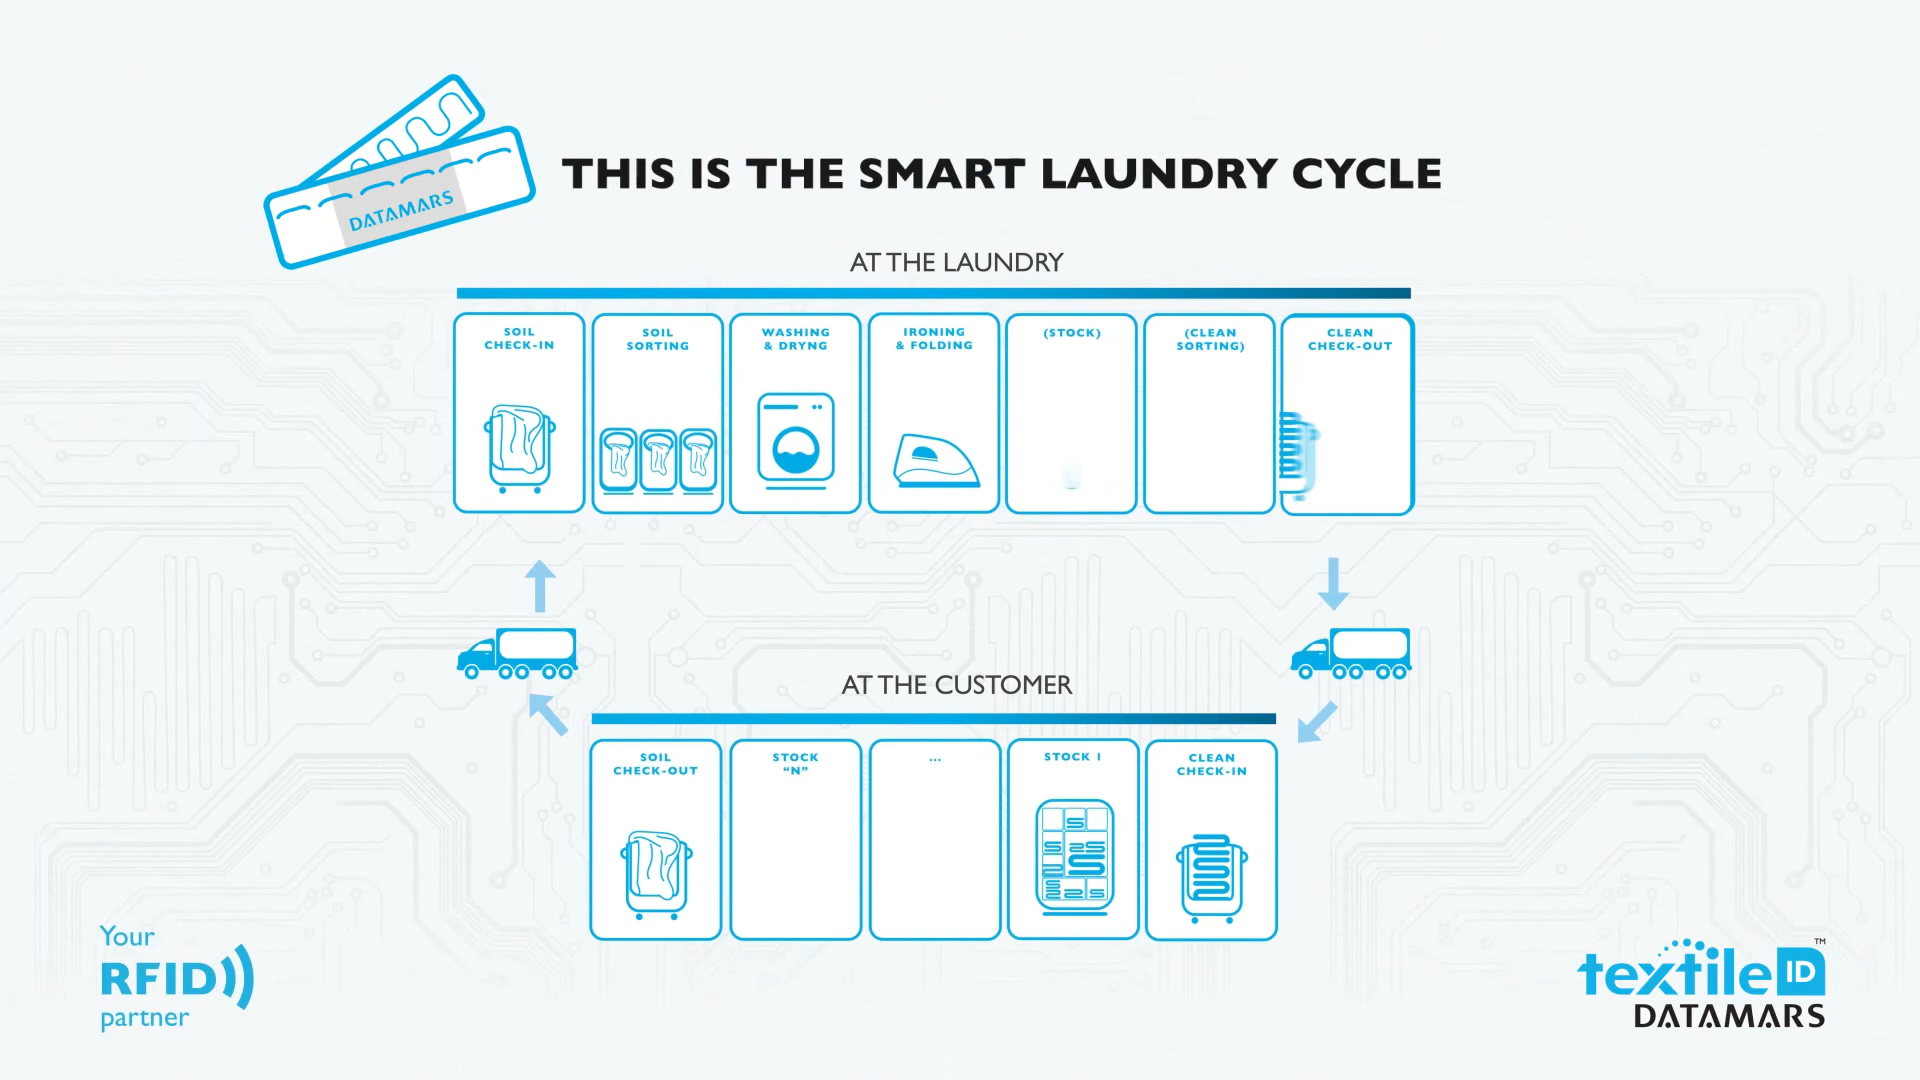 DATAMARS
THIS IS THE SMART LAUNDRY CYCLE
AT THE LAUNDRY
SOIL
CHECK-IN
SOIL
SORTING
WASHING
& DRYNG
IRONING
& FOLDING
(STOCK)
(CLEAN
SORTING)
CLEAN
CHECK-OUT
AT THE CUSTOMER
SOIL
CHECK-OUT
STOCK
“N”
...
STOCK 1
CLEAN
CHECK-IN
Your
RFID
partner
textile ID ™
DATAMARS